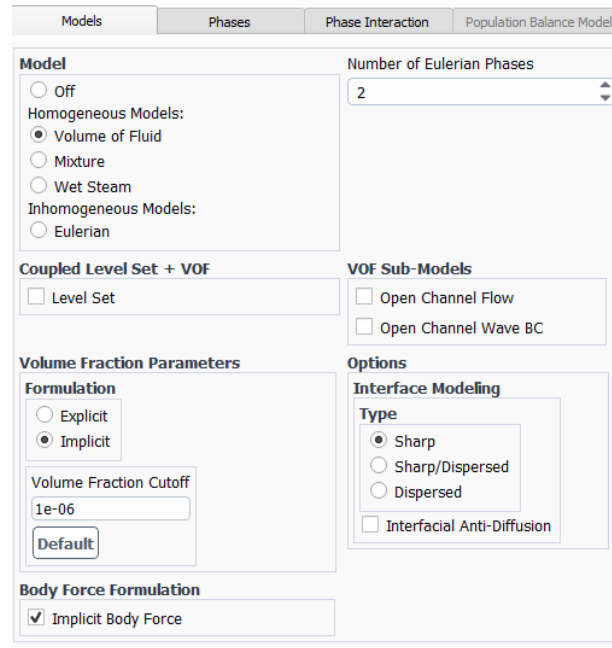 Models
Phases
Phase Interaction
Population Balance Model
Model
Off
Homogeneous Models:
Volume of Fluid
Mixture
Wet Steam
Inhomogeneous Models:
Eulerian
Number of Eulerian Phases
2
Coupled Level Set + VOF
Level Set
VOF Sub-Models
Open Channel Flow
Open Channel Wave BC
Volume Fraction Parameters
Formulation
Explicit
Implicit
Volume Fraction Cutoff
1e-06
Default
Options
Interface Modeling
Type
Sharp
Sharp/Dispersed
Dispersed
Interfacial Anti-Diffusion
Body Force Formulation
Implicit Body Force